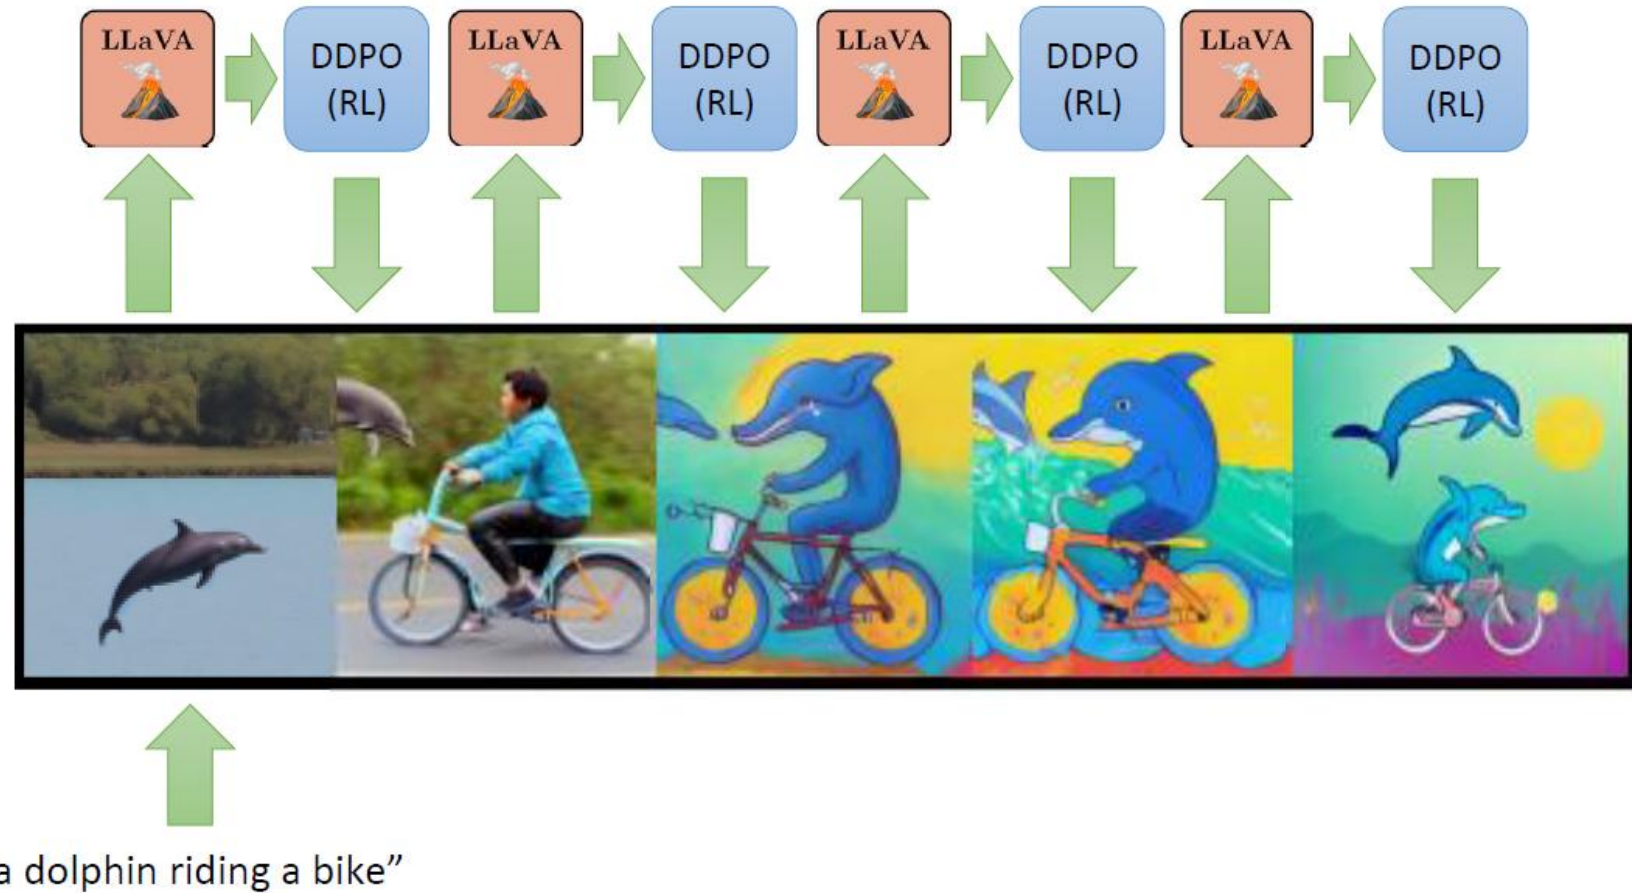 LLaVA
DDPO
(RL)
LLaVA
DDPO
(RL)
LLaVA
DDPO
(RL)
LLaVA
DDPO
(RL)
a dolphin riding a bike”